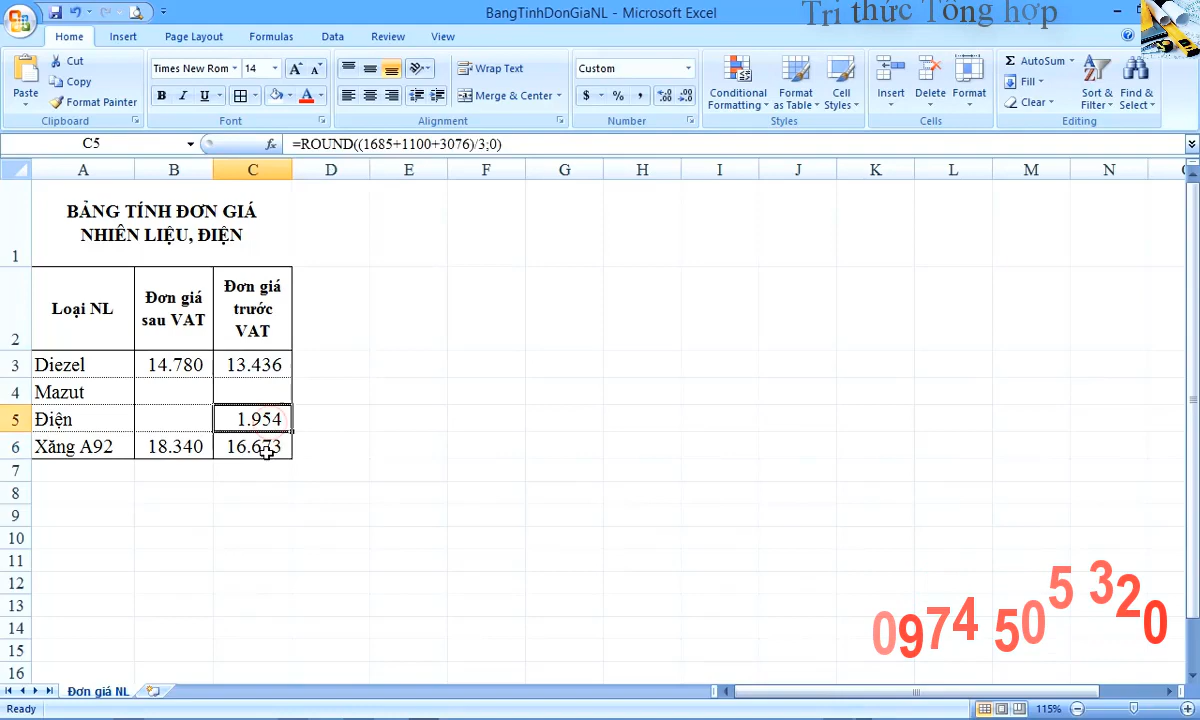 BangTinhDonGiaNL - Microsoft Excel
Tri thức Tổng hợp
Home Insert Page Layout Formulas Data Review View
Paste Cut Copy Format Painter
Times New Rom 14
B I U
Wrap Text
Merge & Center
Custom
$ % ,
Conditional Formatting Format as Table Cell Styles
Insert Delete Format
AutoSum Fill Clear
Sort & Filter Find & Select
Clipboard Font Alignment Number Styles Cells Editing
C5 fx =ROUND((1685+1100+3076)/3;0)
A B C D E F G H I J K L M N
1 BẢNG TÍNH ĐƠN GIÁ
NHIÊN LIỆU, ĐIỆN
2 Loại NL Đơn giá sau VAT Đơn giá trước VAT
3 Diezel 14.780 13.436
4 Mazut
5 Điện 1.954
6 Xăng A92 18.340 16.673
7
8
9
10
11
12
13
14
15
16
0974 505 320
Đơn giá NL
Ready 115%